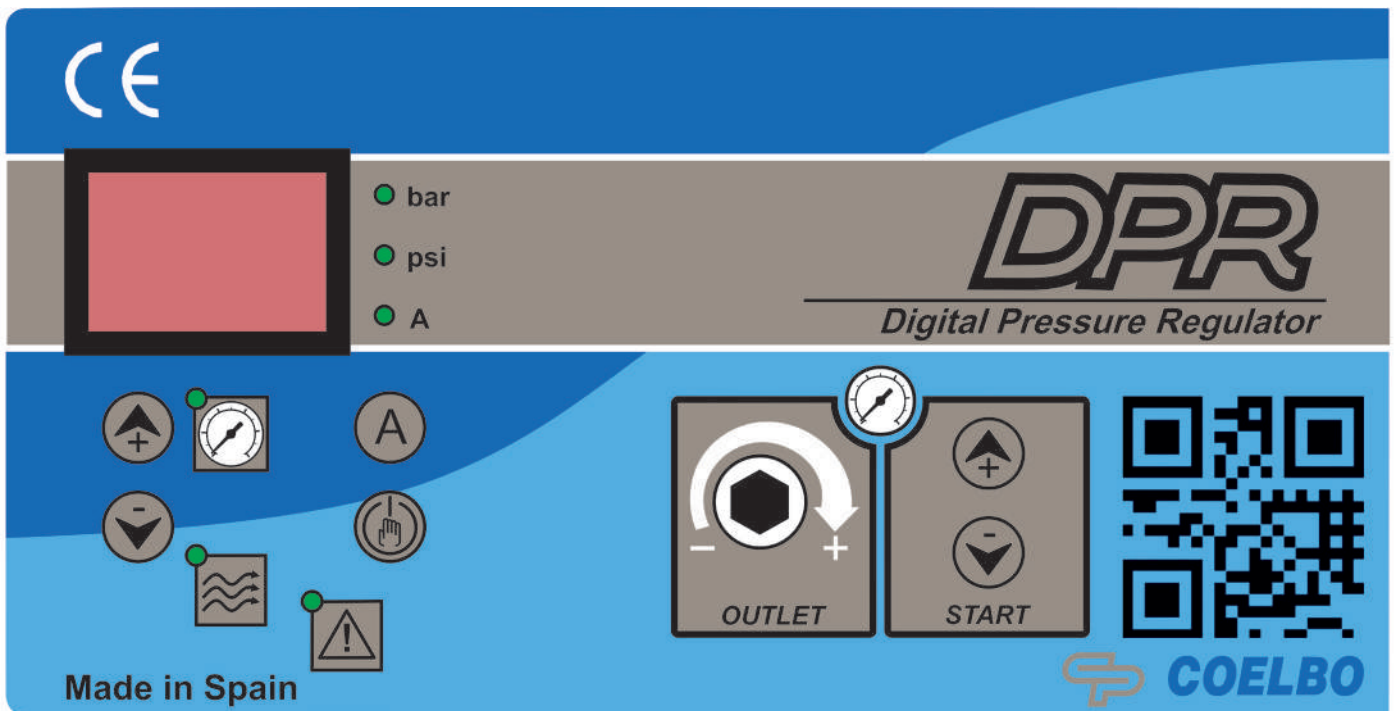 CE
bar
psi
A
DPR
Digital Pressure Regulator
+
A
-
- +
OUTLET
+
-
START
Made in Spain
COELBO